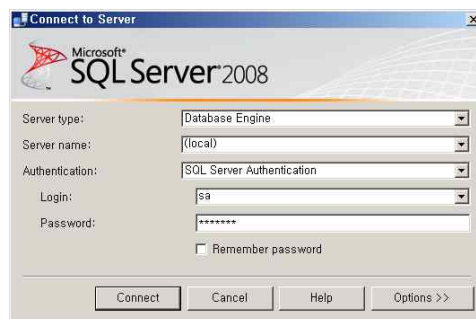 Connect to Server
Microsoft®
SQL Server® 2008
Server type: Database Engine
Server name: (local)
Authentication: SQL Server Authentication
Login: sa
Password: *******
Remember password
Connect Cancel Help Options >>